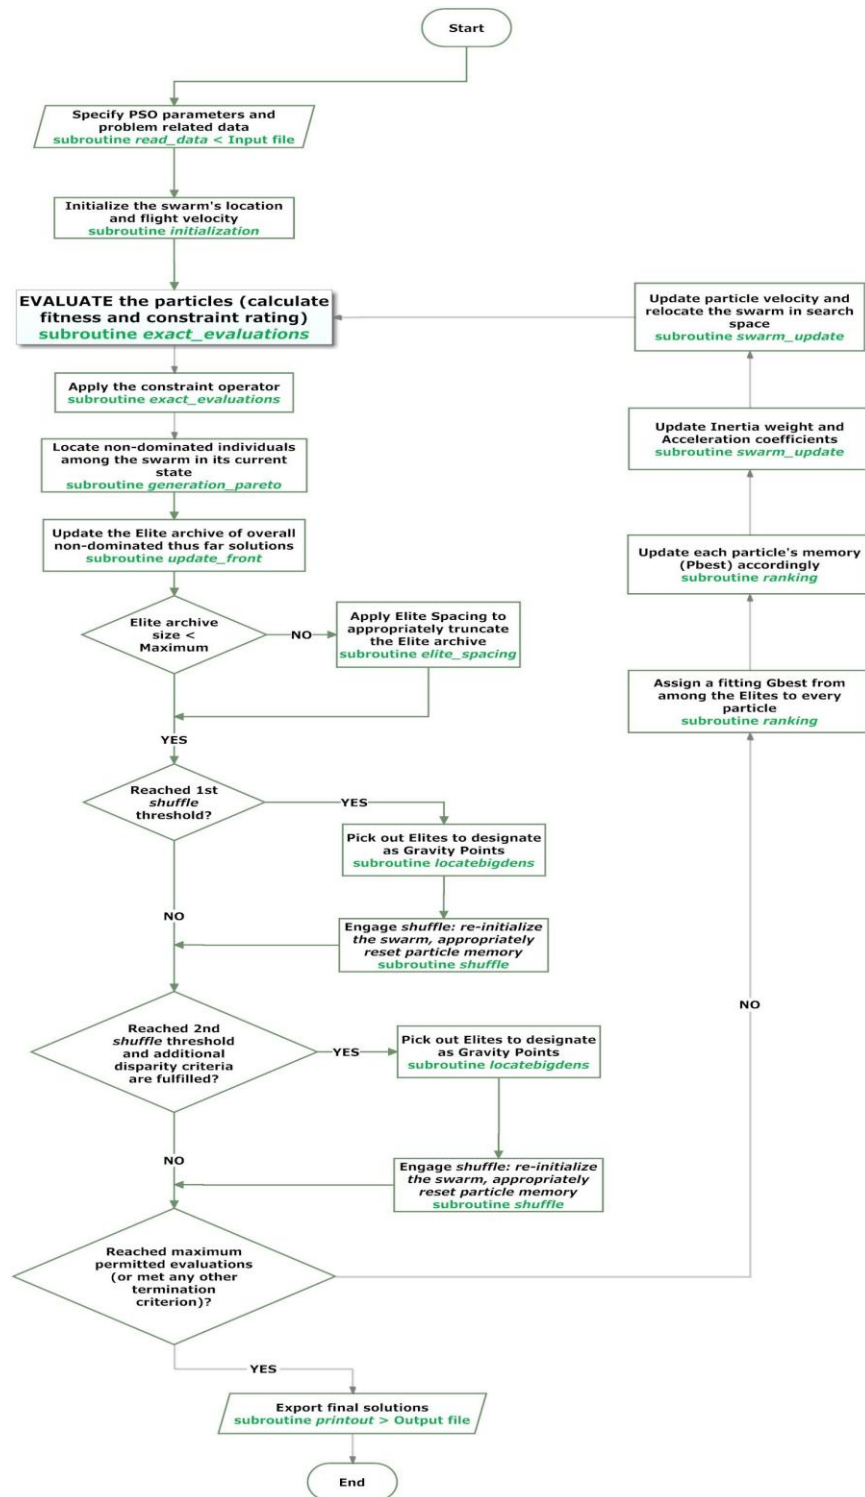 Start
Specify PSO parameters and
problem related data
subroutine read_data < Input file
Initialize the swarm's location
and flight velocity
subroutine initialization
EVALUATE the particles (calculate
fitness and constraint rating)
subroutine exact_evaluations
Apply the constraint operator
subroutine exact_evaluations
Locate non-dominated individuals
among the swarm in its current
state
subroutine generation_pareto
Update the Elite archive of overall
non-dominated thus far solutions
subroutine update_front
Elite archive
size <
Maximum
NO
Apply Elite Spacing to
appropriately truncate
the Elite archive
subroutine elite_spacing
YES
Reached 1st
shuffle
threshold?
YES
Pick out Elites to designate
as Gravity Points
subroutine locatebigdens
NO
Engage shuffle: re-initialize
the swarm, appropriately
reset particle memory
subroutine shuffle
Reached 2nd
shuffle threshold
and additional
disparity criteria
are fulfilled?
YES
Pick out Elites to designate
as Gravity Points
subroutine locatebigdens
NO
Engage shuffle: re-initialize
the swarm, appropriately
reset particle memory
subroutine shuffle
Reached maximum
permitted evaluations
(or met any other
termination
criterion)?
NO
Assign a fitting Gbest from
among the Elites to every
particle
subroutine ranking
Update each particle's memory
(Pbest) accordingly
subroutine ranking
Update Inertia weight and
Acceleration coefficients
subroutine swarm_update
Update particle velocity and
relocate the swarm in search
space
subroutine swarm_update
YES
Export final solutions
subroutine printout > Output file
End